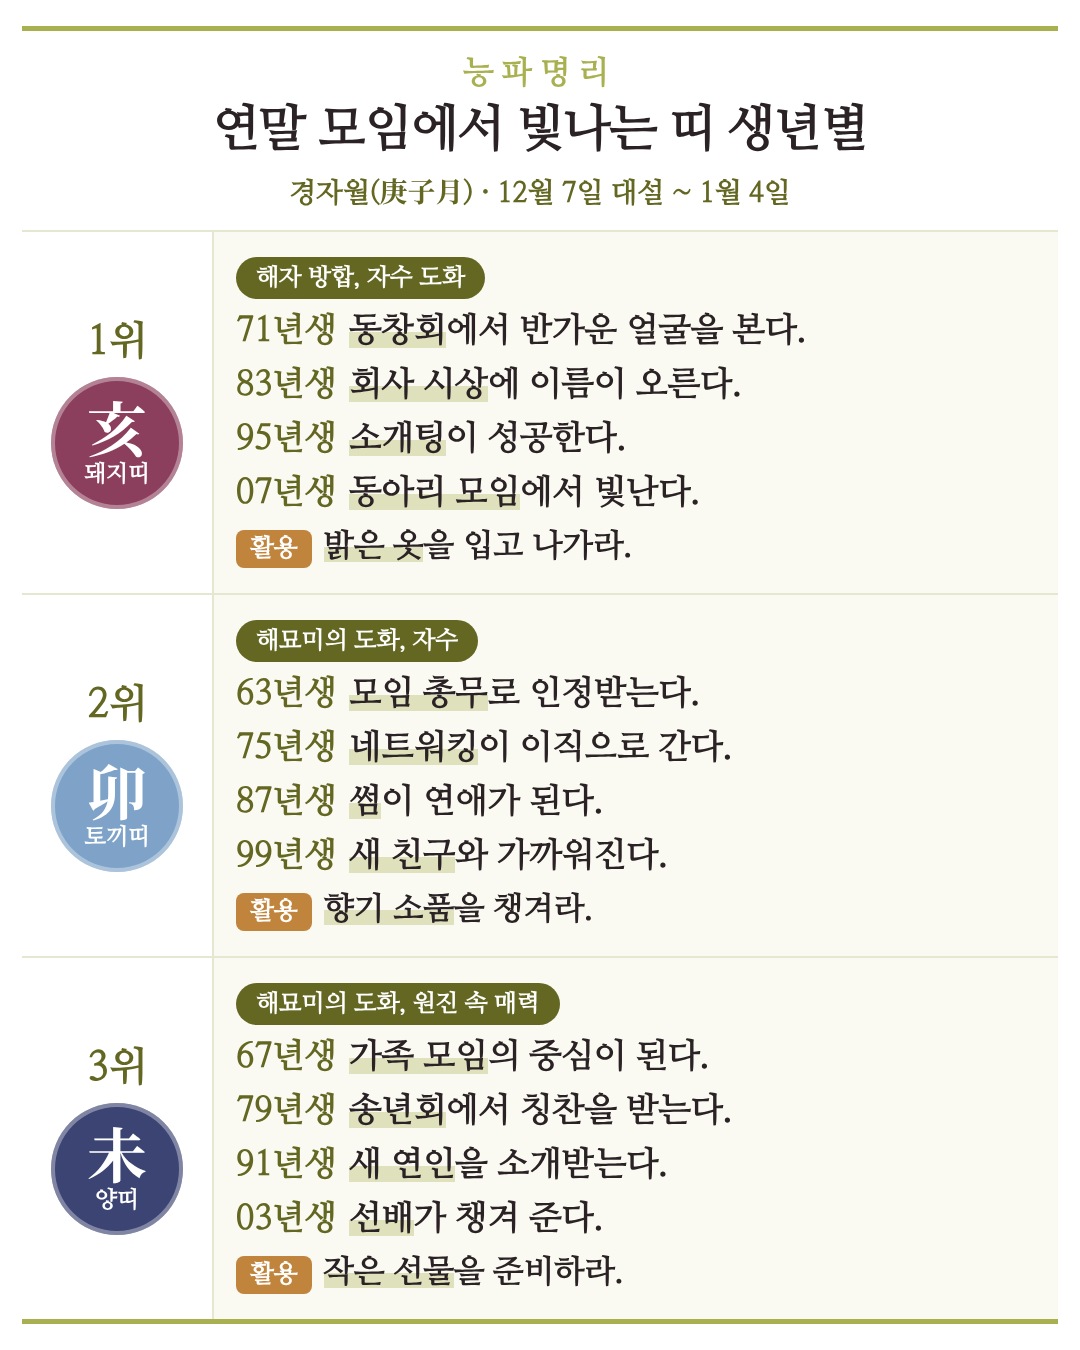 능파명리
연말 모임에서 빛나는 띠 생년별
경자월(庚子月) · 12월 7일 대설 ~ 1월 4일
1위
亥
돼지띠
해자 방합, 자수 도화
71년생 동창회에서 반가운 얼굴을 본다.
83년생 회사 시상에 이름이 오른다.
95년생 소개팅이 성공한다.
07년생 동아리 모임에서 빛난다.
활용 밝은 옷을 입고 나가라.
2위
卯
토끼띠
해묘미의 도화, 자수
63년생 모임 총무로 인정받는다.
75년생 네트워킹이 이직으로 간다.
87년생 썸이 연애가 된다.
99년생 새 친구와 가까워진다.
활용 향기 소품을 챙겨라.
3위
未
양띠
해묘미의 도화, 원진 속 매력
67년생 가족 모임의 중심이 된다.
79년생 송년회에서 칭찬을 받는다.
91년생 새 연인을 소개받는다.
03년생 선배가 챙겨 준다.
활용 작은 선물을 준비하라.